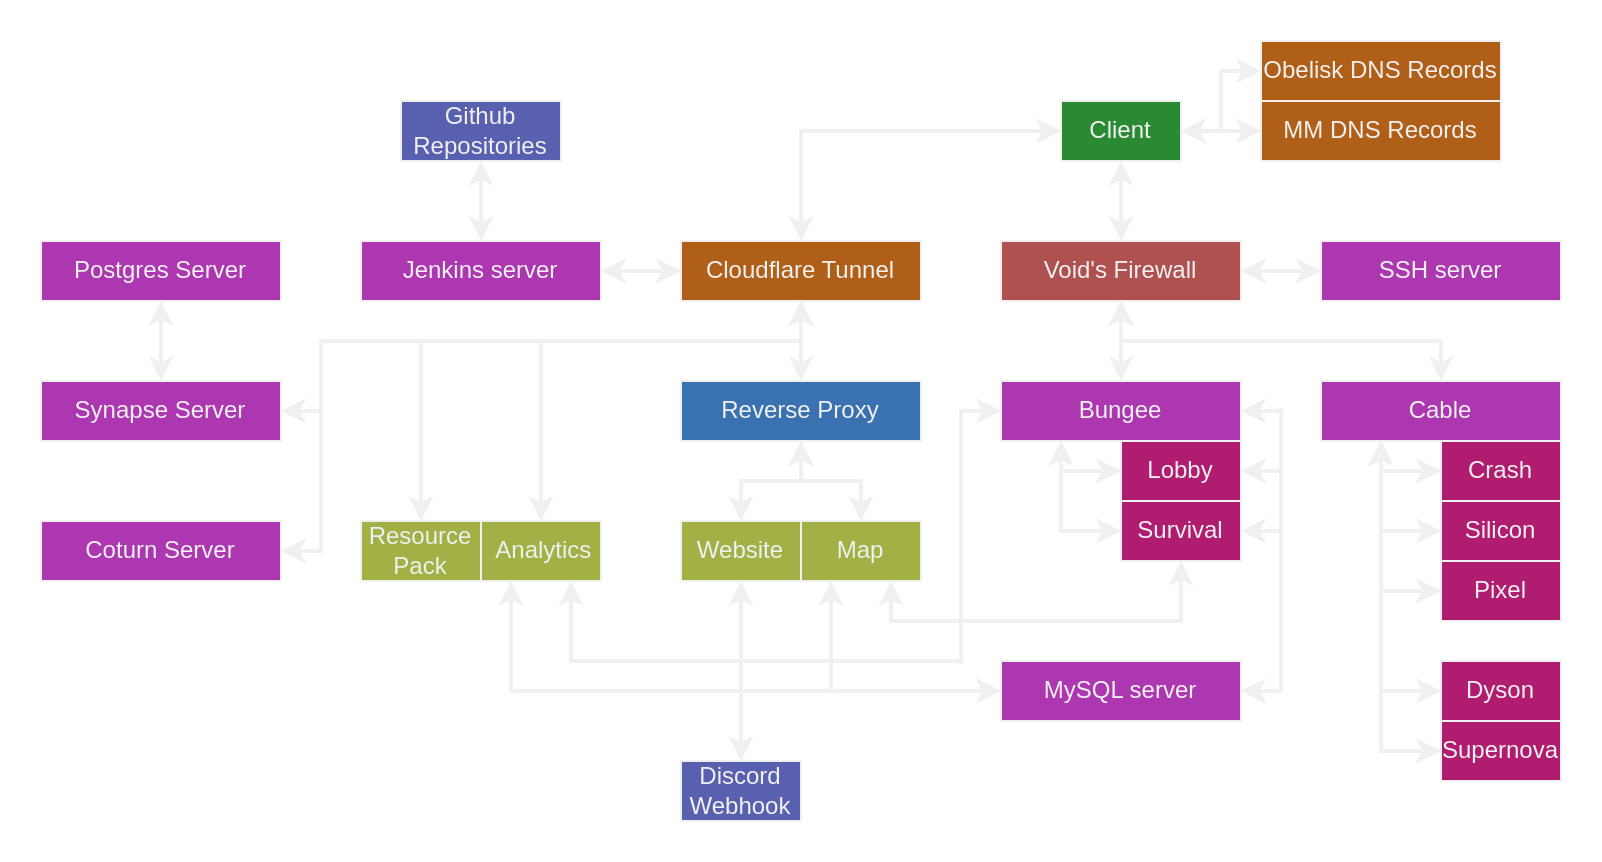 Obelisk DNS Records
Github
Repositories
Client
MM DNS Records
Postgres Server
Jenkins server
Cloudflare Tunnel
Void's Firewall
SSH server
Synapse Server
Reverse Proxy
Bungee
Cable
Lobby
Crash
Coturn Server
Resource
Pack
Analytics
Website
Map
Survival
Silicon
Pixel
MySQL server
Dyson
Supernova
Discord
Webhook